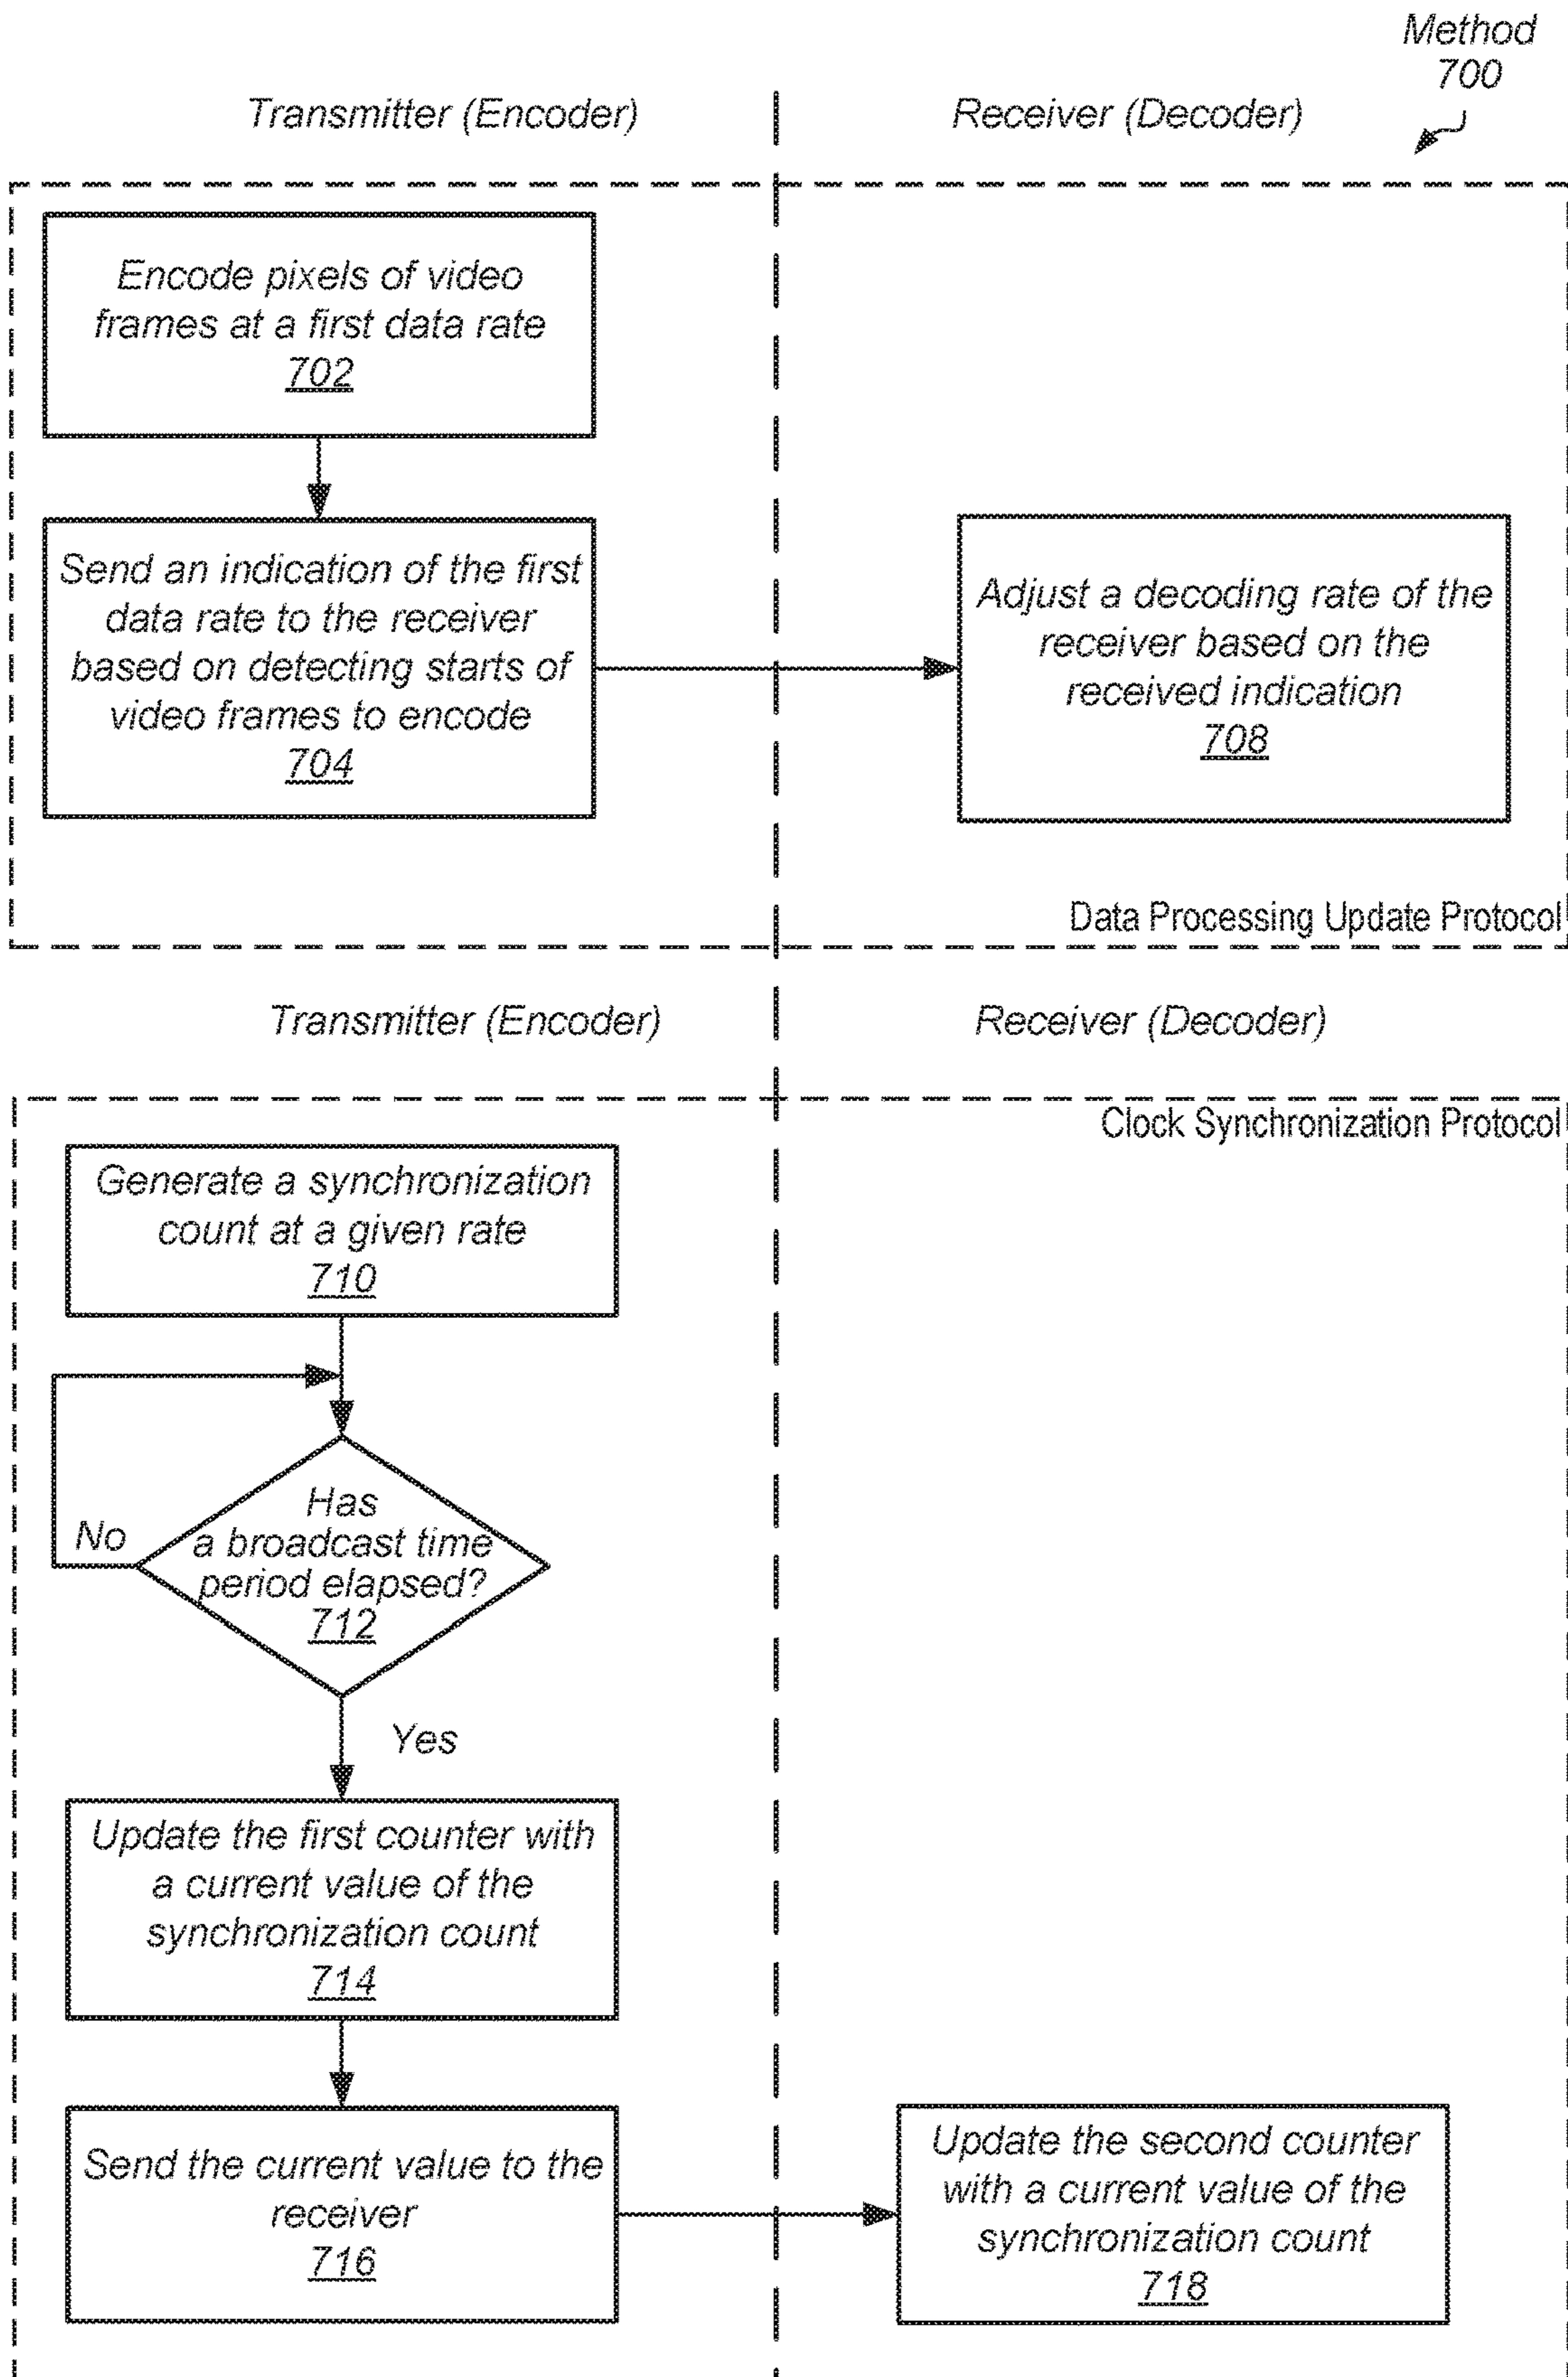 Method
700
Transmitter (Encoder)
Receiver (Decoder)
Encode pixels of video
frames at a first data rate
702
Send an indication of the first
data rate to the receiver
based on detecting starts of
video frames to encode
704
Adjust a decoding rate of the
receiver based on the
received indication
708
Data Processing Update Protocol
Transmitter (Encoder)
Receiver (Decoder)
Clock Synchronization Protocol
Generate a synchronization
count at a given rate
710
Has
a broadcast time
period elapsed?
712
No
Yes
Update the first counter with
a current value of the
synchronization count
714
Send the current value to the
receiver
716
Update the second counter
with a current value of the
synchronization count
718